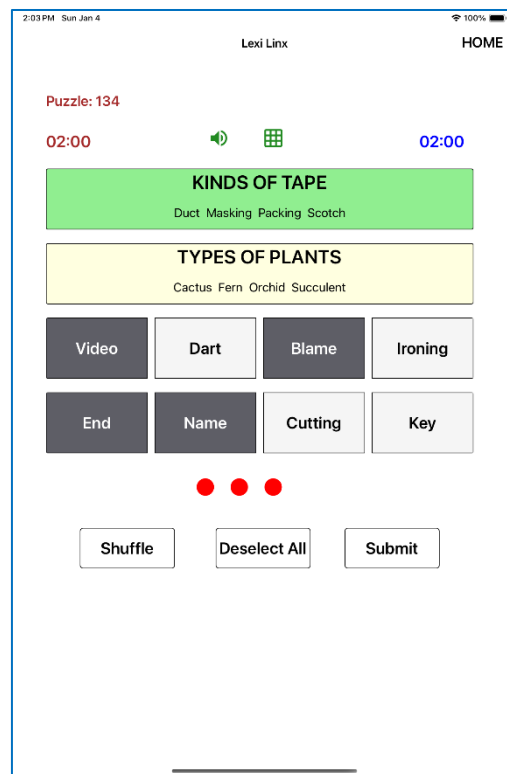 2:03 PM Sun Jan 4 100%
Lexi Linx HOME
Puzzle: 134
02:00 02:00
KINDS OF TAPE
Duct Masking Packing Scotch
TYPES OF PLANTS
Cactus Fern Orchid Succulent
Video Dart Blame Ironing
End Name Cutting Key
Shuffle Deselect All Submit